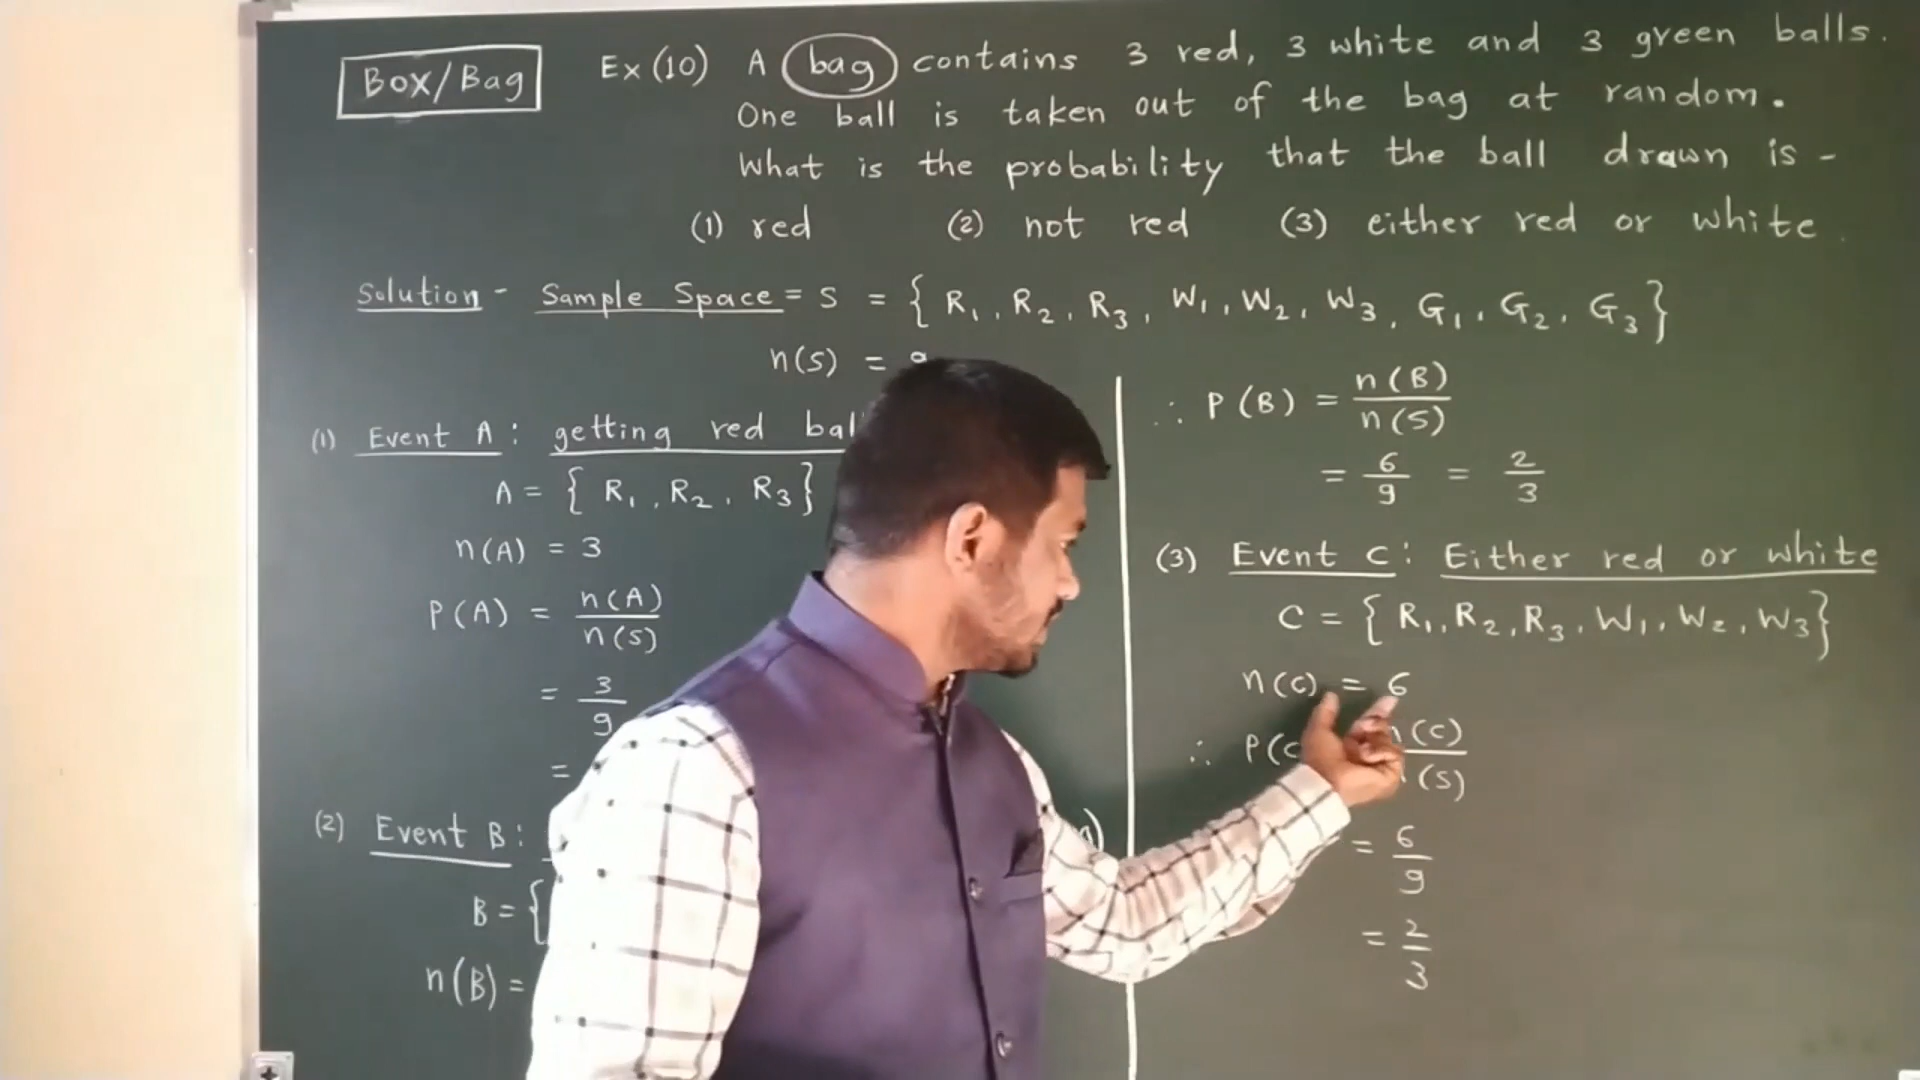 Box/Bag
Ex (10) A bag contains 3 red, 3 white and 3 green balls.
One ball is taken out of the bag at random.
What is the probability that the ball drawn is -
(1) red (2) not red (3) either red or white.
Solution - Sample Space = S = { R₁, R₂, R₃, W₁, W₂, W₃, G₁, G₂, G₃ }
n(S) =
(1) Event A : getting red
A = { R₁, R₂, R₃ }
n(A) = 3
P(A) = n(A)/n(S)
= 3/9
=
(2) Event B :
B = {
n(B) =
∴ P(B) = n(B)/n(S)
= 6/9 = 2/3
(3) Event C : Either red or white
C = { R₁, R₂, R₃, W₁, W₂, W₃ }
n(C) = 6
∴ P(C n(C)/n(S)
= 6/9
= 2/3